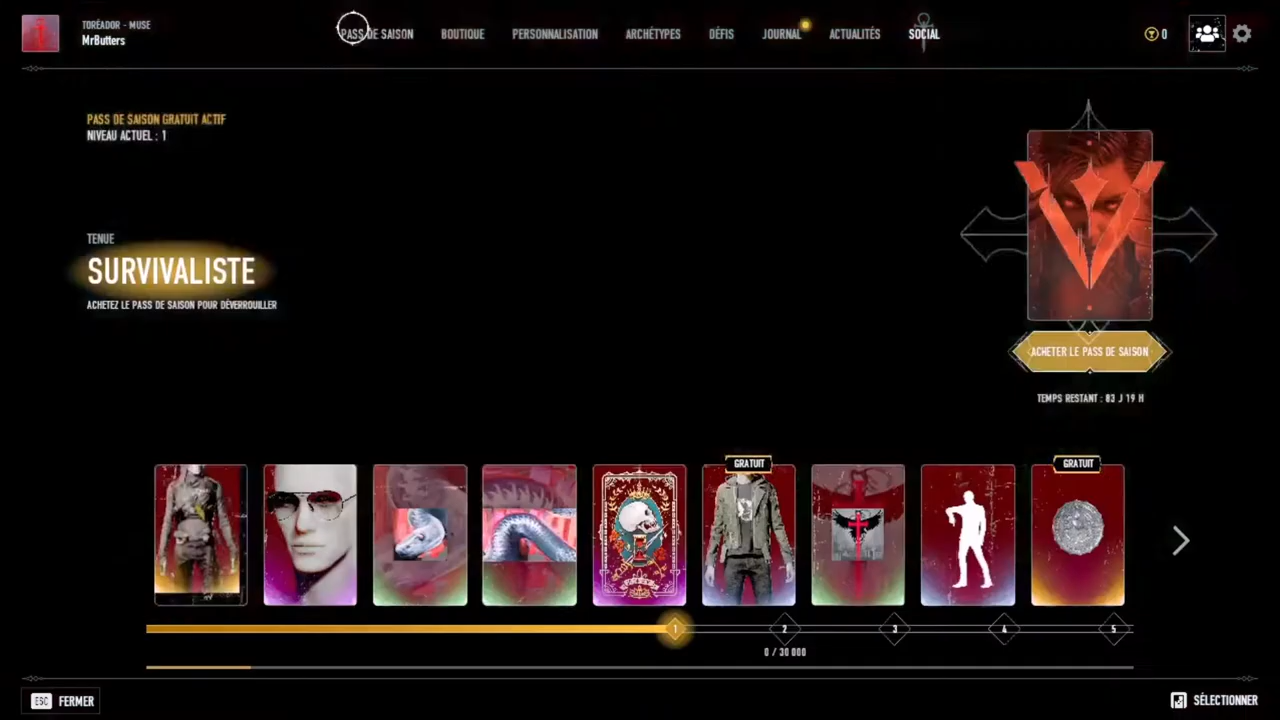 TORÉADOR - MUSE
MrButters
PASS DE SAISON
BOUTIQUE
PERSONNALISATION
ARCHÉTYPES
DÉFIS
JOURNAL
ACTUALITÉS
SOCIAL
0
PASS DE SAISON GRATUIT ACTIF
NIVEAU ACTUEL : 1
TENUE
SURVIVALISTE
ACHETEZ LE PASS DE SAISON POUR DÉVERROUILLER
ACHETER LE PASS DE SAISON
TEMPS RESTANT : 83 J 19 H
GRATUIT
GRATUIT
1
2
3
4
5
0 / 30 000
ESC FERMER
SÉLECTIONNER